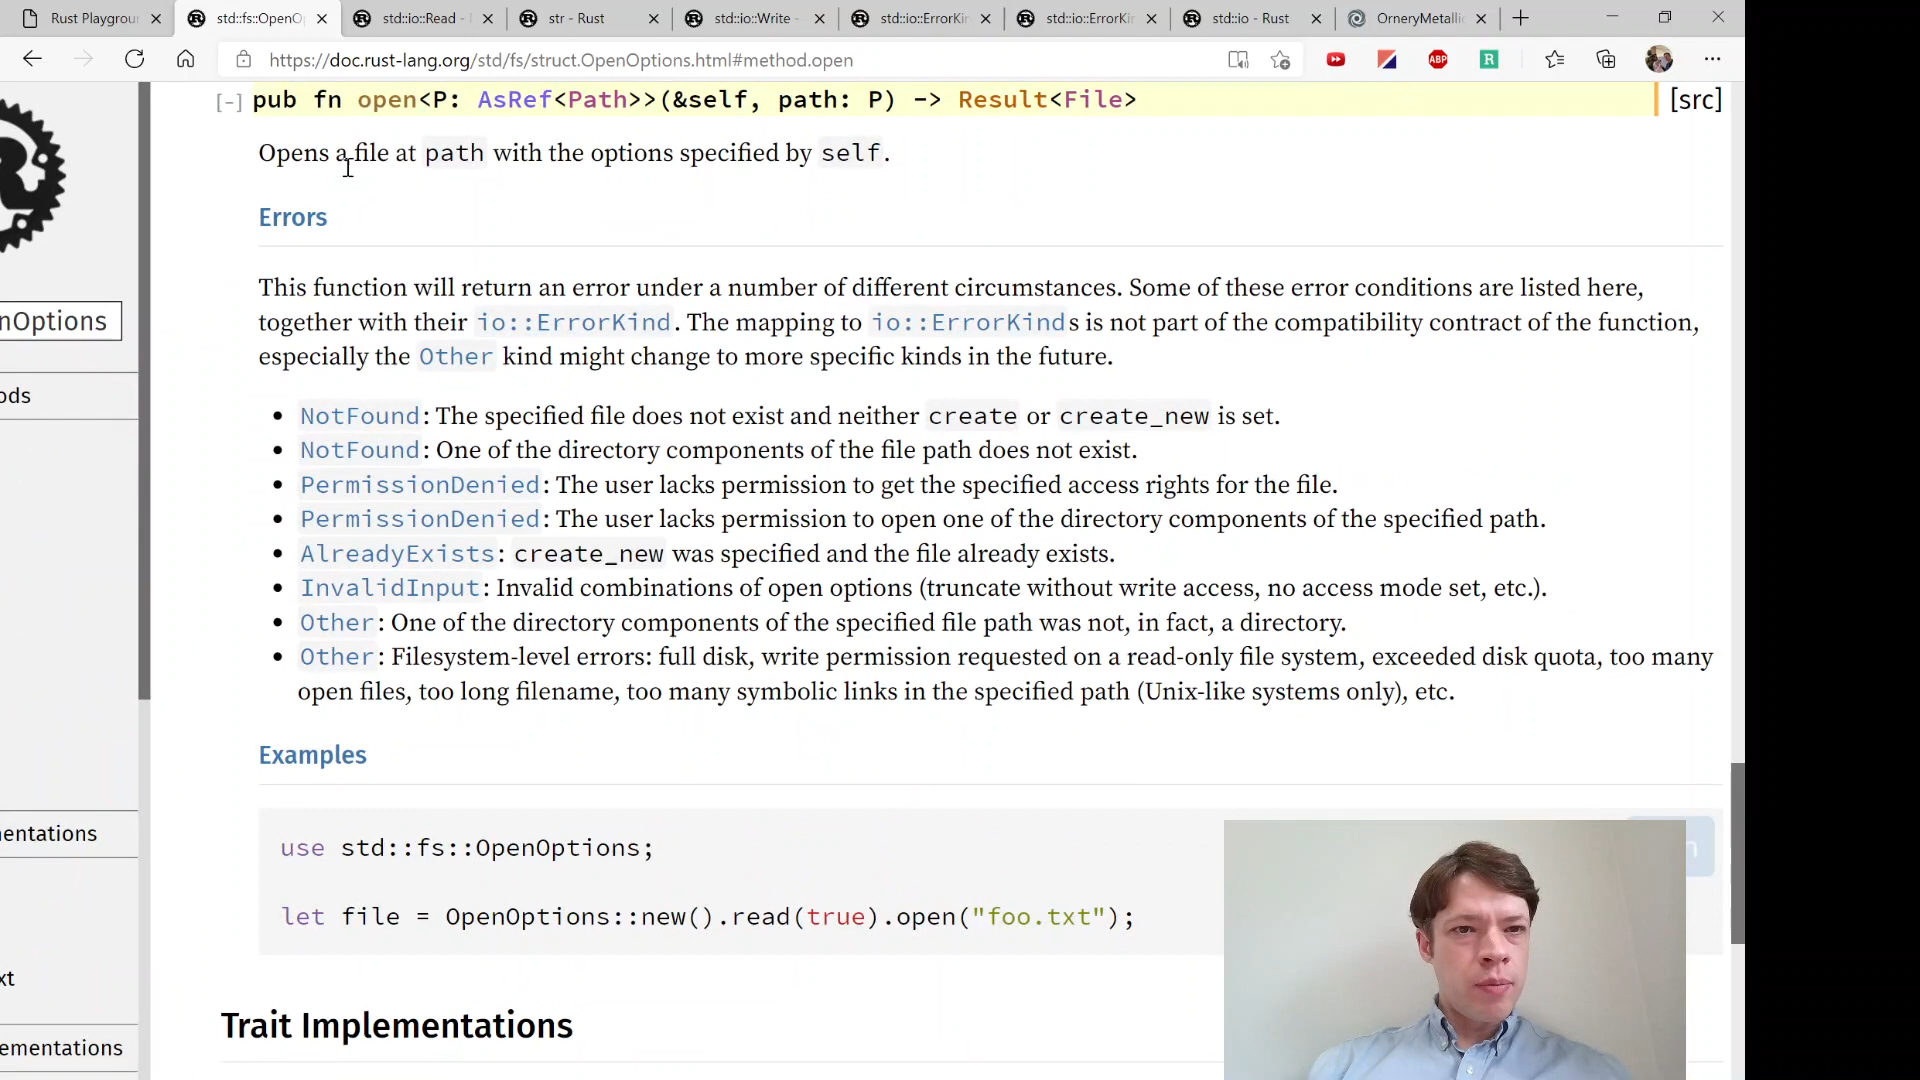 Rust Playgroun
std::fs::OpenO
std::io::Read -
str - Rust
std::io::Write -
std::io::ErrorKin
std::io::ErrorKin
std::io - Rust
OrneryMetallic
https://doc.rust-lang.org/std/fs/struct.OpenOptions.html#method.open
ABP
R
[-] pub fn open<P: AsRef<Path>>(&self, path: P) -> Result<File>
[src]
Opens a file at path with the options specified by self.
Errors
This function will return an error under a number of different circumstances. Some of these error conditions are listed here,
together with their io::ErrorKind. The mapping to io::ErrorKinds is not part of the compatibility contract of the function,
especially the Other kind might change to more specific kinds in the future.
• NotFound: The specified file does not exist and neither create or create_new is set.
• NotFound: One of the directory components of the file path does not exist.
• PermissionDenied: The user lacks permission to get the specified access rights for the file.
• PermissionDenied: The user lacks permission to open one of the directory components of the specified path.
• AlreadyExists: create_new was specified and the file already exists.
• InvalidInput: Invalid combinations of open options (truncate without write access, no access mode set, etc.).
• Other: One of the directory components of the specified file path was not, in fact, a directory.
• Other: Filesystem-level errors: full disk, write permission requested on a read-only file system, exceeded disk quota, too many
open files, too long filename, too many symbolic links in the specified path (Unix-like systems only), etc.
Examples
use std::fs::OpenOptions;
let file = OpenOptions::new().read(true).open("foo.txt");
n
Trait Implementations
nOptions
ods
entations
xt
ementations